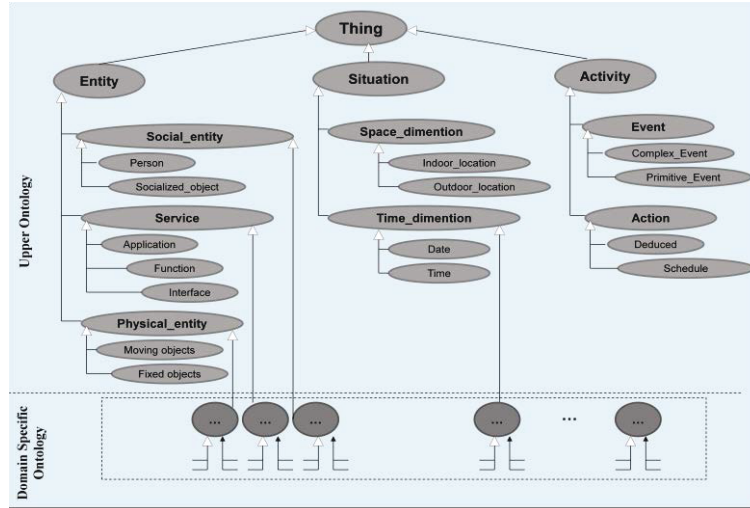 Thing
Entity
Situation
Activity
Social_entity
Person
Socialized_object
Service
Application
Function
Interface
Physical_entity
Moving objects
Fixed objects
Space_dimention
Indoor_location
Outdoor_location
Time_dimention
Date
Time
Event
Complex_Event
Primitive_Event
Action
Deduced
Schedule
Upper Ontology
Domain Specific
Ontology
... ... ... ... ... ...